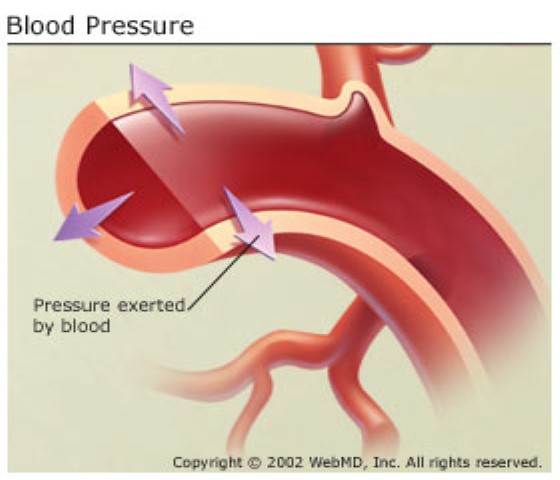 Blood Pressure
Pressure exerted
by blood
Copyright © 2002 WebMD, Inc. All rights reserved.